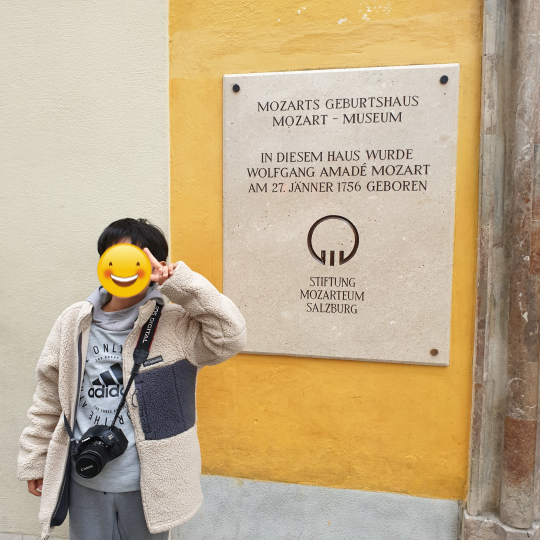 MOZARTS GEBURTSHAUS
MOZART - MUSEUM
IN DIESEM HAUS WURDE
WOLFGANG AMADÉ MOZART
AM 27. JÄNNER 1756 GEBOREN
STIFTUNG
MOZARTEUM
SALZBURG
DIGITAL
adidas